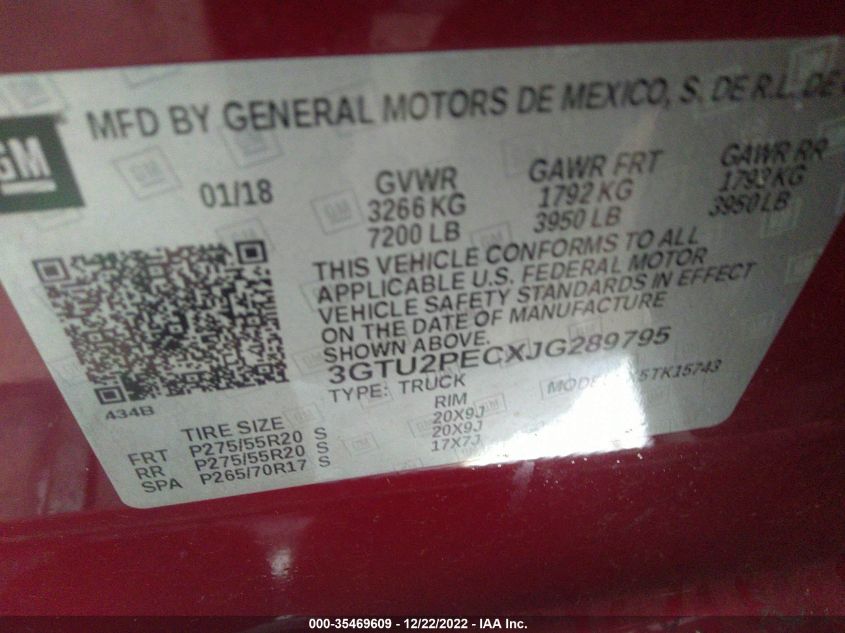 MFD BY GENERAL MOTORS DE MEXICO, S. DE R.L. DE
GM
01/18
GVWR
3266 KG
7200 LB
GAWR FRT
1792 KG
3950 LB
GAWR RR
1792 KG
3950 LB
THIS VEHICLE CONFORMS TO ALL
APPLICABLE U.S. FEDERAL MOTOR
VEHICLE SAFETY STANDARDS IN EFFECT
ON THE DATE OF MANUFACTURE
SHOWN ABOVE.
3GTU2PECXJG289795
TYPE: TRUCK
434B
TIRE SIZE RIM
FRT P275/55R20 S 20X9J
RR P275/55R20 S 20X9J
SPA P265/70R17 S 17X7J
000-35469609 - 12/22/2022 - IAA Inc.